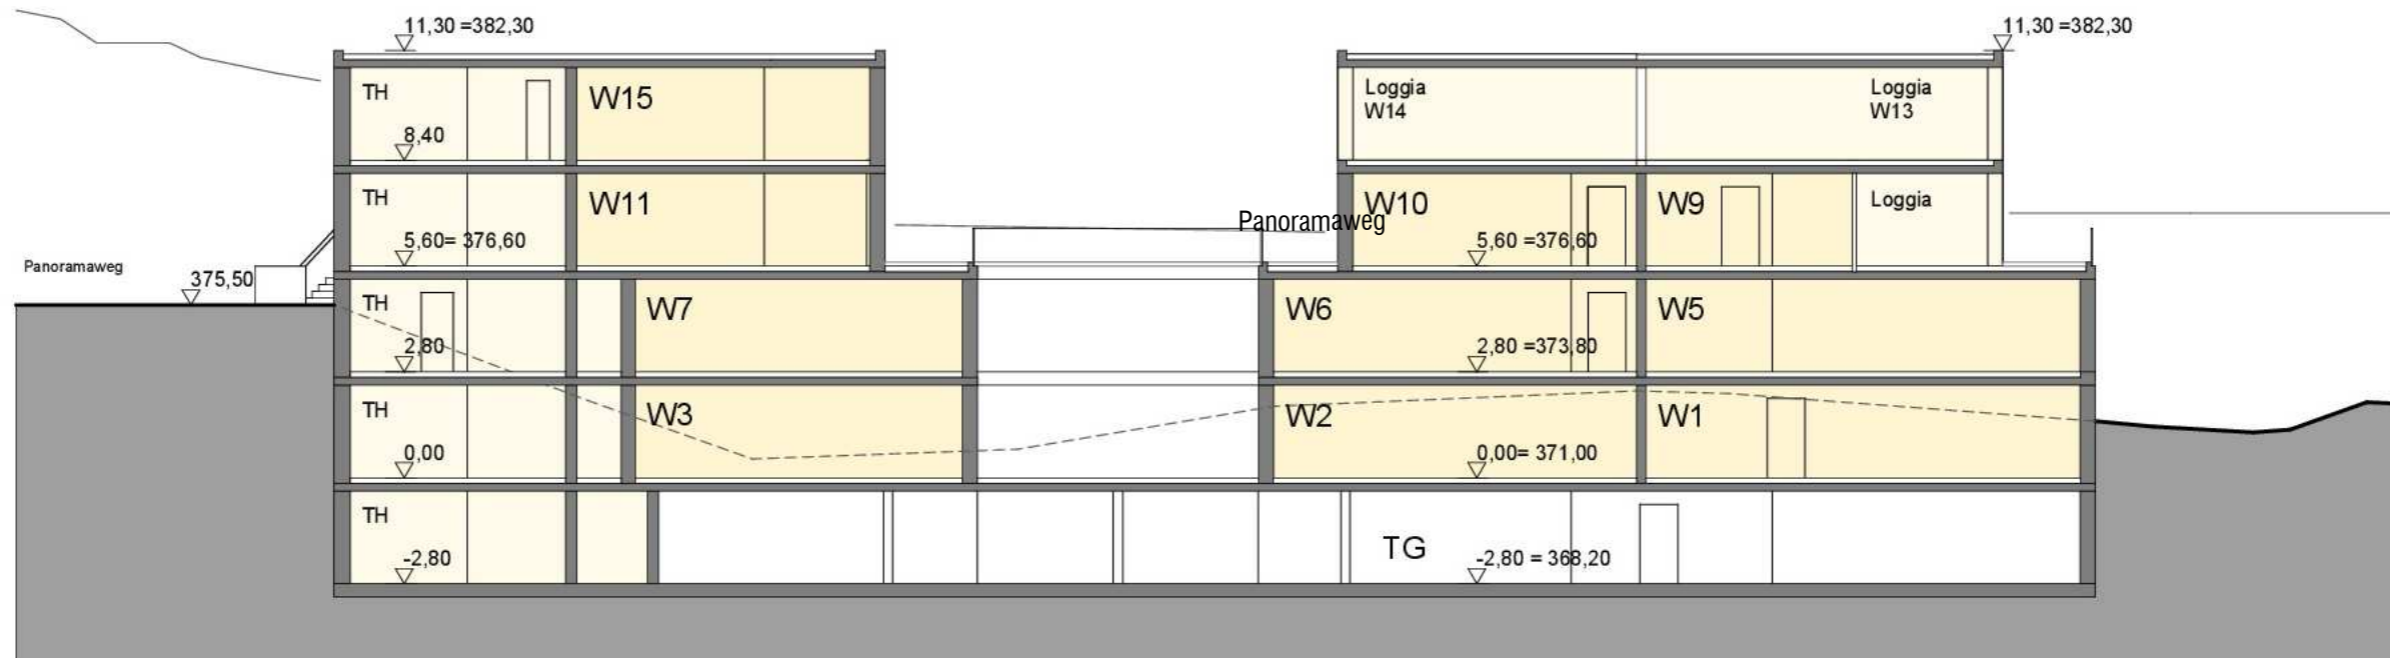 11,30 =382,30
11,30 =382,30
TH
W15
Loggia
W14
Loggia
W13
8,40
TH
W11
W10
W9
Loggia
Panoramaweg
5,60= 376,60
5,60 =376,60
Panoramaweg
375,50
TH
W7
W6
W5
2,80
2,80 =373,80
TH
W3
W2
W1
0,00
0,00= 371,00
TH
TG
-2,80
-2,80 = 368,20